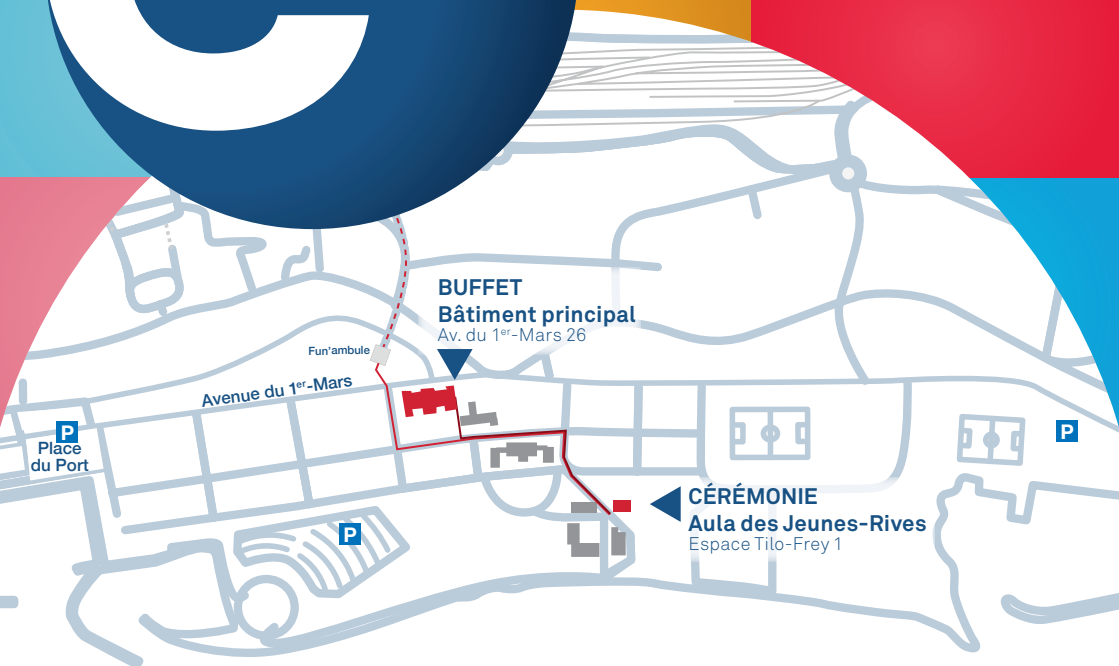 BUFFET
Bâtiment principal
Av. du 1er-Mars 26
Fun'ambule
Avenue du 1er-Mars
P
Place
du Port
P
P
CÉRÉMONIE
Aula des Jeunes-Rives
Espace Tilo-Frey 1